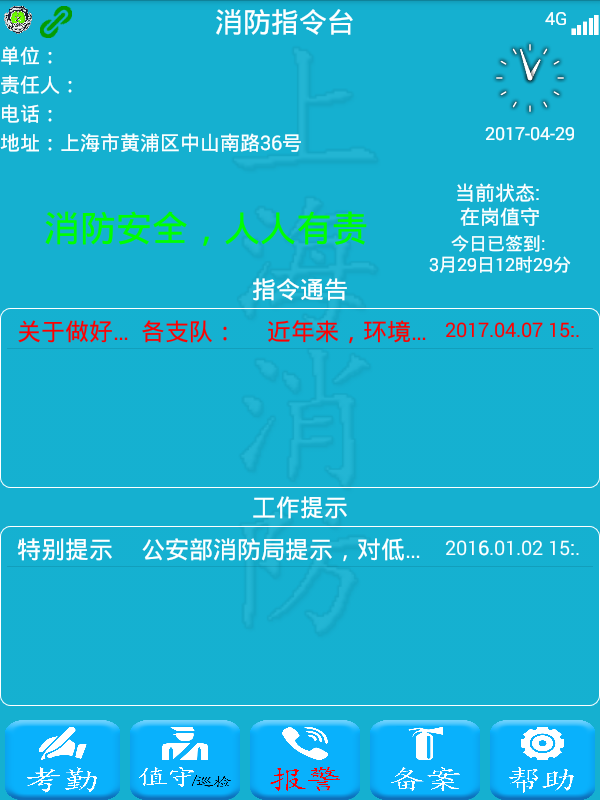 消防指令台
4G
单位：
责任人：
电话：
地址：上海市黄浦区中山南路36号
2017-04-29
消防安全，人人有责
当前状态:
在岗值守
今日已签到:
3月29日12时29分
上海消防
指令通告
关于做好... 各支队： 近年来，环境... 2017.04.07 15:.
工作提示
特别提示 公安部消防局提示，对低... 2016.01.02 15:.
考勤
值守/巡检
报警
备案
帮助